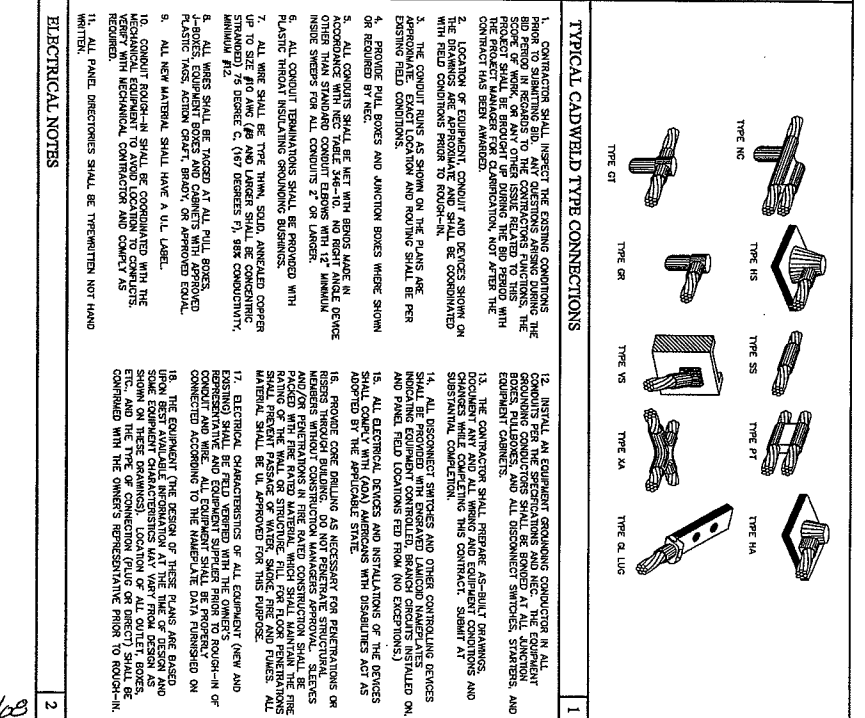 TYPE NC TYPE HS TYPE SS TYPE PT TYPE HA
TYPE GT TYPE GR TYPE VS TYPE XA TYPE GL LUG
TYPICAL CADWELD TYPE CONNECTIONS 1
1. CONTRACTOR SHALL INSPECT THE EXISTING CONDITIONS
PRIOR TO SUBMITTING BID. ANY QUESTIONS ARISING DURING THE
BID PERIOD IN REGARDS TO THE CONTRACTORS FUNCTIONS, THE
SCOPE OF WORK, OR ANY OTHER ISSUE RELATED TO THIS
PROJECT SHALL BE BROUGHT UP DURING THE BID PERIOD WITH
THE PROJECT MANAGER FOR CLARIFICATION, NOT AFTER THE
CONTRACT HAS BEEN AWARDED.
2. LOCATION OF EQUIPMENT, CONDUIT AND DEVICES SHOWN ON
THE DRAWINGS ARE APPROXIMATE AND SHALL BE COORDINATED
WITH FIELD CONDITIONS PRIOR TO ROUGH-IN.
3. THE CONDUIT RUNS AS SHOWN ON THE PLANS ARE
APPROXIMATE. EXACT LOCATION AND ROUTING SHALL BE PER
EXISTING FIELD CONDITIONS.
4. PROVIDE PULL BOXES AND JUNCTION BOXES WHERE SHOWN
OR REQUIRED BY NEC.
5. ALL CONDUITS SHALL BE MET WITH BENDS MADE IN
ACCORDANCE WITH NEC TABLE 346-10. NO RIGHT ANGLE DEVICE
OTHER THAN STANDARD CONDUIT ELBOWS WITH 12" MINIMUM
INSIDE SWEEPS FOR ALL CONDUITS 2" OR LARGER.
6. ALL CONDUIT TERMINATIONS SHALL BE PROVIDED WITH
PLASTIC THROAT INSULATING GROUNDING BUSHINGS.
7. ALL WIRE SHALL BE TYPE THWN, SOLID, ANNEALED COPPER
UP TO SIZE #10 AWG (#8 AND LARGER SHALL BE CONCENTRIC
STRANDED) 75 DEGREE C, (167 DEGREES F), 98% CONDUCTIVITY,
MINIMUM #12.
8. ALL WIRES SHALL BE TAGGED AT ALL PULL BOXES,
J-BOXES, EQUIPMENT BOXES AND CABINETS WITH APPROVED
PLASTIC TAGS, ACTION CRAFT, BRADY, OR APPROVED EQUAL.
9. ALL NEW MATERIAL SHALL HAVE A U.L. LABEL.
10. CONDUIT ROUGH-IN SHALL BE COORDINATED WITH THE
MECHANICAL EQUIPMENT TO AVOID LOCATION TO CONFLICTS.
VERIFY WITH MECHANICAL CONTRACTOR AND COMPLY AS
REQUIRED.
11. ALL PANEL DIRECTORIES SHALL BE TYPEWRITTEN NOT HAND
WRITTEN.
12. INSTALL AN EQUIPMENT GROUNDING CONDUCTOR IN ALL
CONDUITS PER THE SPECIFICATIONS AND NEC. THE EQUIPMENT
GROUNDING CONDUCTORS SHALL BE BONDED AT ALL JUNCTION
BOXES, PULLBOXES, AND ALL DISCONNECT SWITCHES, STARTERS, AND
EQUIPMENT CABINETS.
13. THE CONTRACTOR SHALL PREPARE AS-BUILT DRAWINGS,
DOCUMENT ANY AND ALL WIRING AND EQUIPMENT CONDITIONS AND
CHANGES WHILE COMPLETING THIS CONTRACT. SUBMIT AT
SUBSTANTIAL COMPLETION.
14. ALL DISCONNECT SWITCHES AND OTHER CONTROLLING DEVICES
SHALL BE PROVIDED WITH ENGRAVED LAMICOID NAMEPLATES
INDICATING EQUIPMENT CONTROLLED, BRANCH CIRCUITS INSTALLED ON,
AND PANEL FIELD LOCATIONS FED FROM (NO EXCEPTIONS.)
15. ALL ELECTRICAL DEVICES AND INSTALLATIONS OF THE DEVICES
SHALL COMPLY WITH (ADA) AMERICANS WITH DISABILITIES ACT AS
ADOPTED BY THE APPLICABLE STATE.
16. PROVIDE CORE DRILLING AS NECESSARY FOR PENETRATIONS OR
RISERS THROUGH BUILDING. DO NOT PENETRATE STRUCTURAL
MEMBERS WITHOUT CONSTRUCTION MANAGERS APPROVAL. SLEEVES
AND/OR PENETRATIONS IN FIRE RATED CONSTRUCTION SHALL BE
PACKED WITH FIRE RATED MATERIAL WHICH SHALL MAINTAIN THE FIRE
RATING OF THE WALL OR STRUCTURE. FILL FOR FLOOR PENETRATIONS
SHALL PREVENT PASSAGE OF WATER, SMOKE, FIRE AND FUMES. ALL
MATERIAL SHALL BE UL APPROVED FOR THIS PURPOSE.
17. ELECTRICAL CHARACTERISTICS OF ALL EQUIPMENT (NEW AND
EXISTING) SHALL BE FIELD VERIFIED WITH THE OWNER'S
REPRESENTATIVE AND EQUIPMENT SUPPLIER PRIOR TO ROUGH-IN OF
CONDUIT AND WIRE. ALL EQUIPMENT SHALL BE PROPERLY
CONNECTED ACCORDING TO THE NAMEPLATE DATA FURNISHED ON
18. THE EQUIPMENT (THE DESIGN OF THESE PLANS ARE BASED
UPON BEST AVAILABLE INFORMATION AT THE TIME OF DESIGN AND
SOME EQUIPMENT CHARACTERISTICS MAY VARY FROM DESIGN AS
SHOWN ON THESE DRAWINGS). LOCATION OF ALL OUTLET, BOXES,
ETC., AND THE TYPE OF CONNECTION (PLUG OR DIRECT) SHALL BE
CONFIRMED WITH THE OWNER'S REPRESENTATIVE PRIOR TO ROUGH-IN.
ELECTRICAL NOTES 2